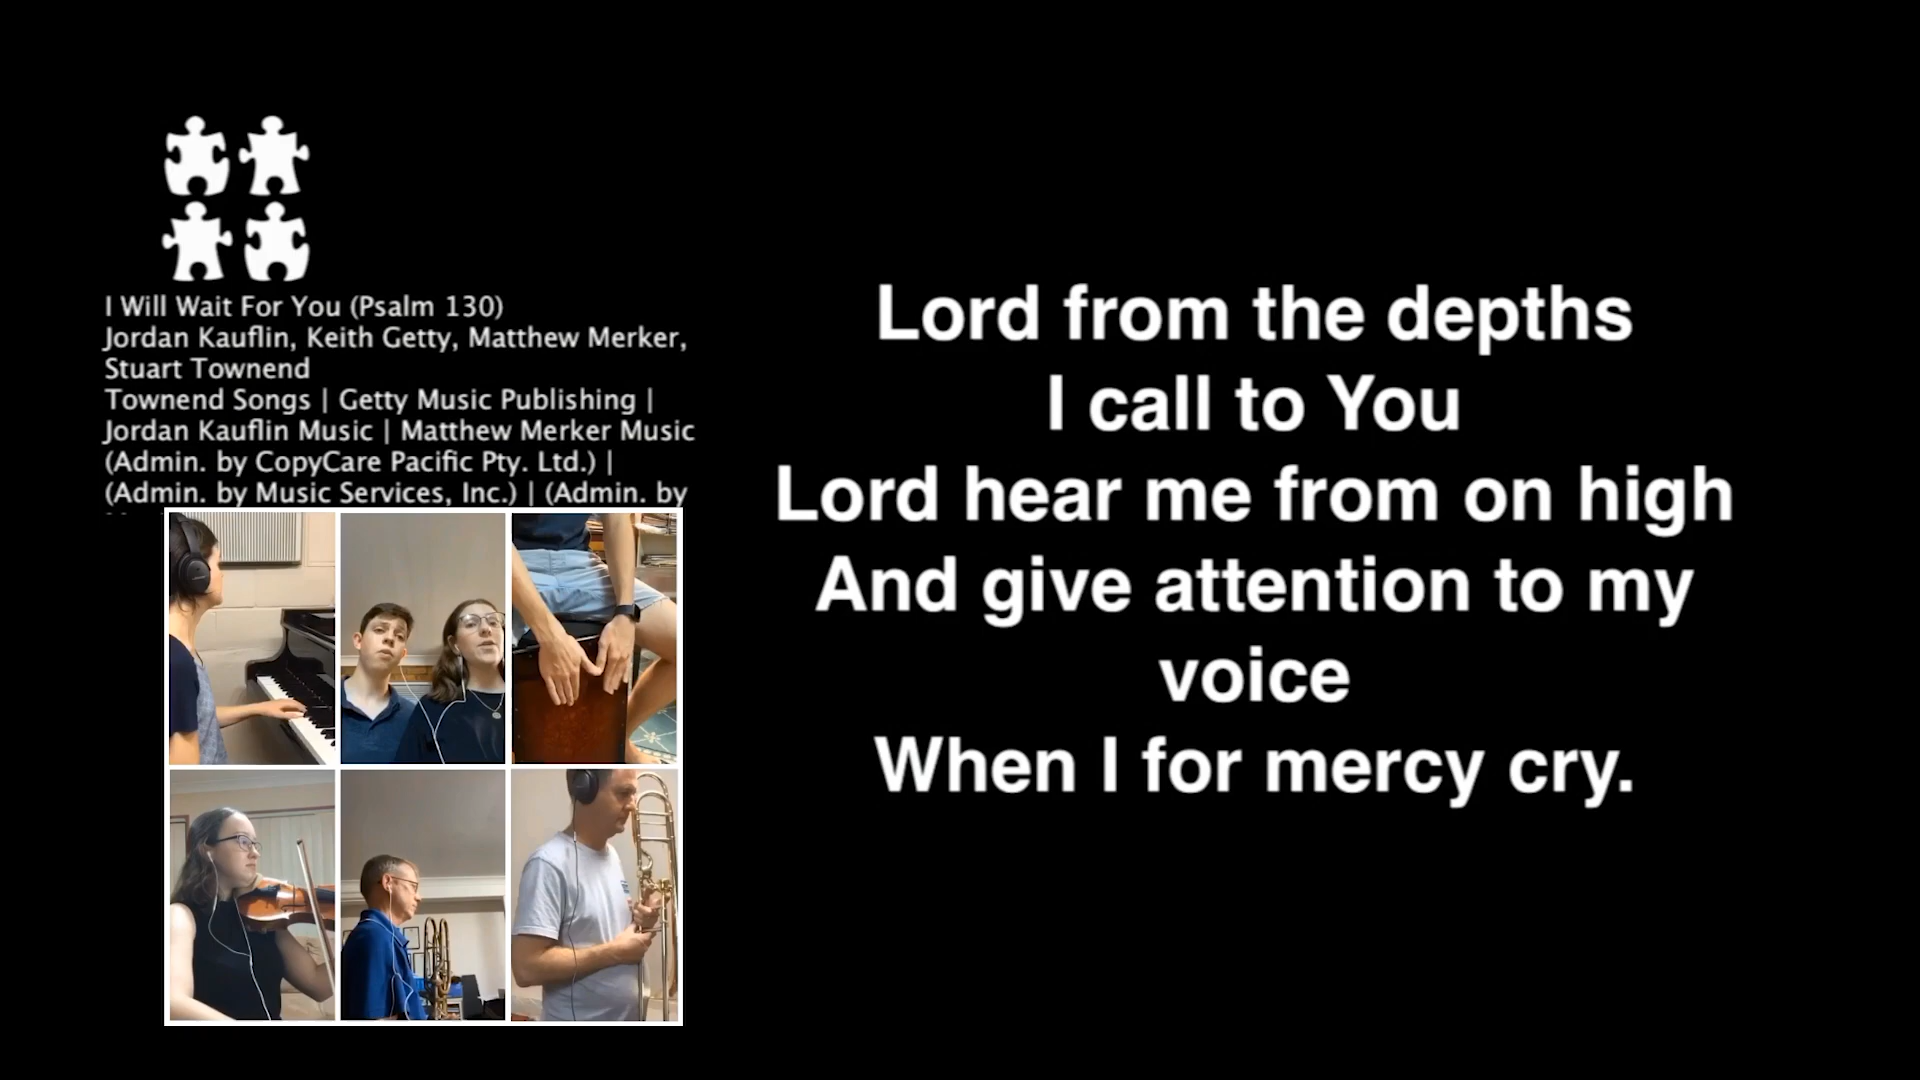 I Will Wait For You (Psalm 130)
Jordan Kauflin, Keith Getty, Matthew Merker,
Stuart Townend
Townend Songs | Getty Music Publishing |
Jordan Kauflin Music | Matthew Merker Music
(Admin. by CopyCare Pacific Pty. Ltd.) |
(Admin. by Music Services, Inc.) | (Admin. by
Lord from the depths
I call to You
Lord hear me from on high
And give attention to my
voice
When I for mercy cry.